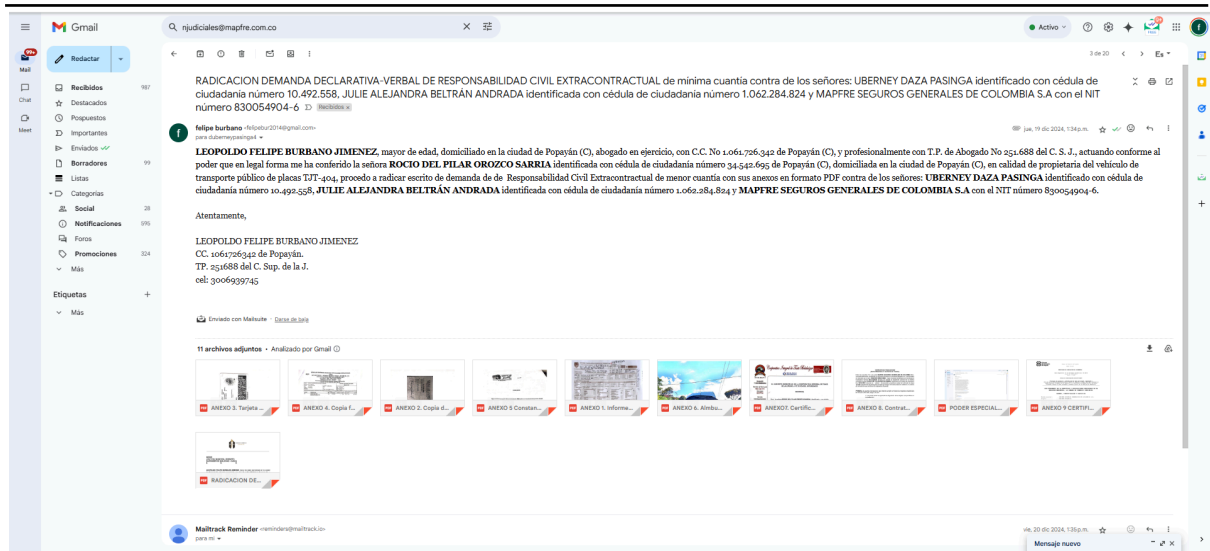 Gmail
njudiciales@mapfre.com.co
Activo
99+
Mail
Chat
Meet
Redactar
3 de 20
Es
Recibidos 987
Destacados
Pospuestos
Importantes
Enviados
Borradores 99
Listas
Categorías
Social 28
Notificaciones 595
Foros
Promociones 324
Más
Etiquetas
Más
RADICACION DEMANDA DECLARATIVA-VERBAL DE RESPONSABILIDAD CIVIL EXTRACONTRACTUAL de mínima cuantía contra de los señores: UBERNEY DAZA PASINGA identificado con cédula de
ciudadanía número 10.492.558, JULIE ALEJANDRA BELTRÁN ANDRADA identificada con cédula de ciudadanía número 1.062.284.824 y MAPFRE SEGUROS GENERALES DE COLOMBIA S.A con el NIT
número 830054904-6 Recibidos x
felipe burbano <felipebur2014@gmail.com>
para duberneypasinga4
jue, 19 dic 2024, 1:34 p.m.
LEOPOLDO FELIPE BURBANO JIMENEZ, mayor de edad, domiciliado en la ciudad de Popayán (C), abogado en ejercicio, con C.C. No 1.061.726.342 de Popayán (C), y profesionalmente con T.P. de Abogado No 251.688 del C. S. J., actuando conforme al
poder que en legal forma me ha conferido la señora ROCIO DEL PILAR OROZCO SARRIA identificada con cédula de ciudadanía número 34.542.695 de Popayán (C), domiciliada en la ciudad de Popayán (C), en calidad de propietaria del vehículo de
transporte público de placas TJT-404, procedo a radicar escrito de demanda de de Responsabilidad Civil Extracontractual de menor cuantía con sus anexos en formato PDF contra de los señores: UBERNEY DAZA PASINGA identificado con cédula de
ciudadanía número 10.492.558, JULIE ALEJANDRA BELTRÁN ANDRADA identificada con cédula de ciudadanía número 1.062.284.824 y MAPFRE SEGUROS GENERALES DE COLOMBIA S.A con el NIT número 830054904-6.
Atentamente,
LEOPOLDO FELIPE BURBANO JIMENEZ
CC. 1061726342 de Popayán.
TP. 251688 del C. Sup. de la J.
cel: 3006939745
Enviado con Mailsuite · Darse de baja
11 archivos adjuntos • Analizado por Gmail
ANEXO 3. Tarjeta ...
ANEXO 4. Copia f...
ANEXO 2. Copia d...
ANEXO 5 Constan...
ANEXO 1. Informe...
ANEXO 6. Almbu...
ANEXO7. Certific...
ANEXO 8. Contrat...
PODER ESPECIAL...
ANEXO 9 CERTIFI...
RADICACION DE...
Mailtrack Reminder <reminders@mailtrack.io>
para mí
vie, 20 dic 2024, 1:35 p.m.
Mensaje nuevo